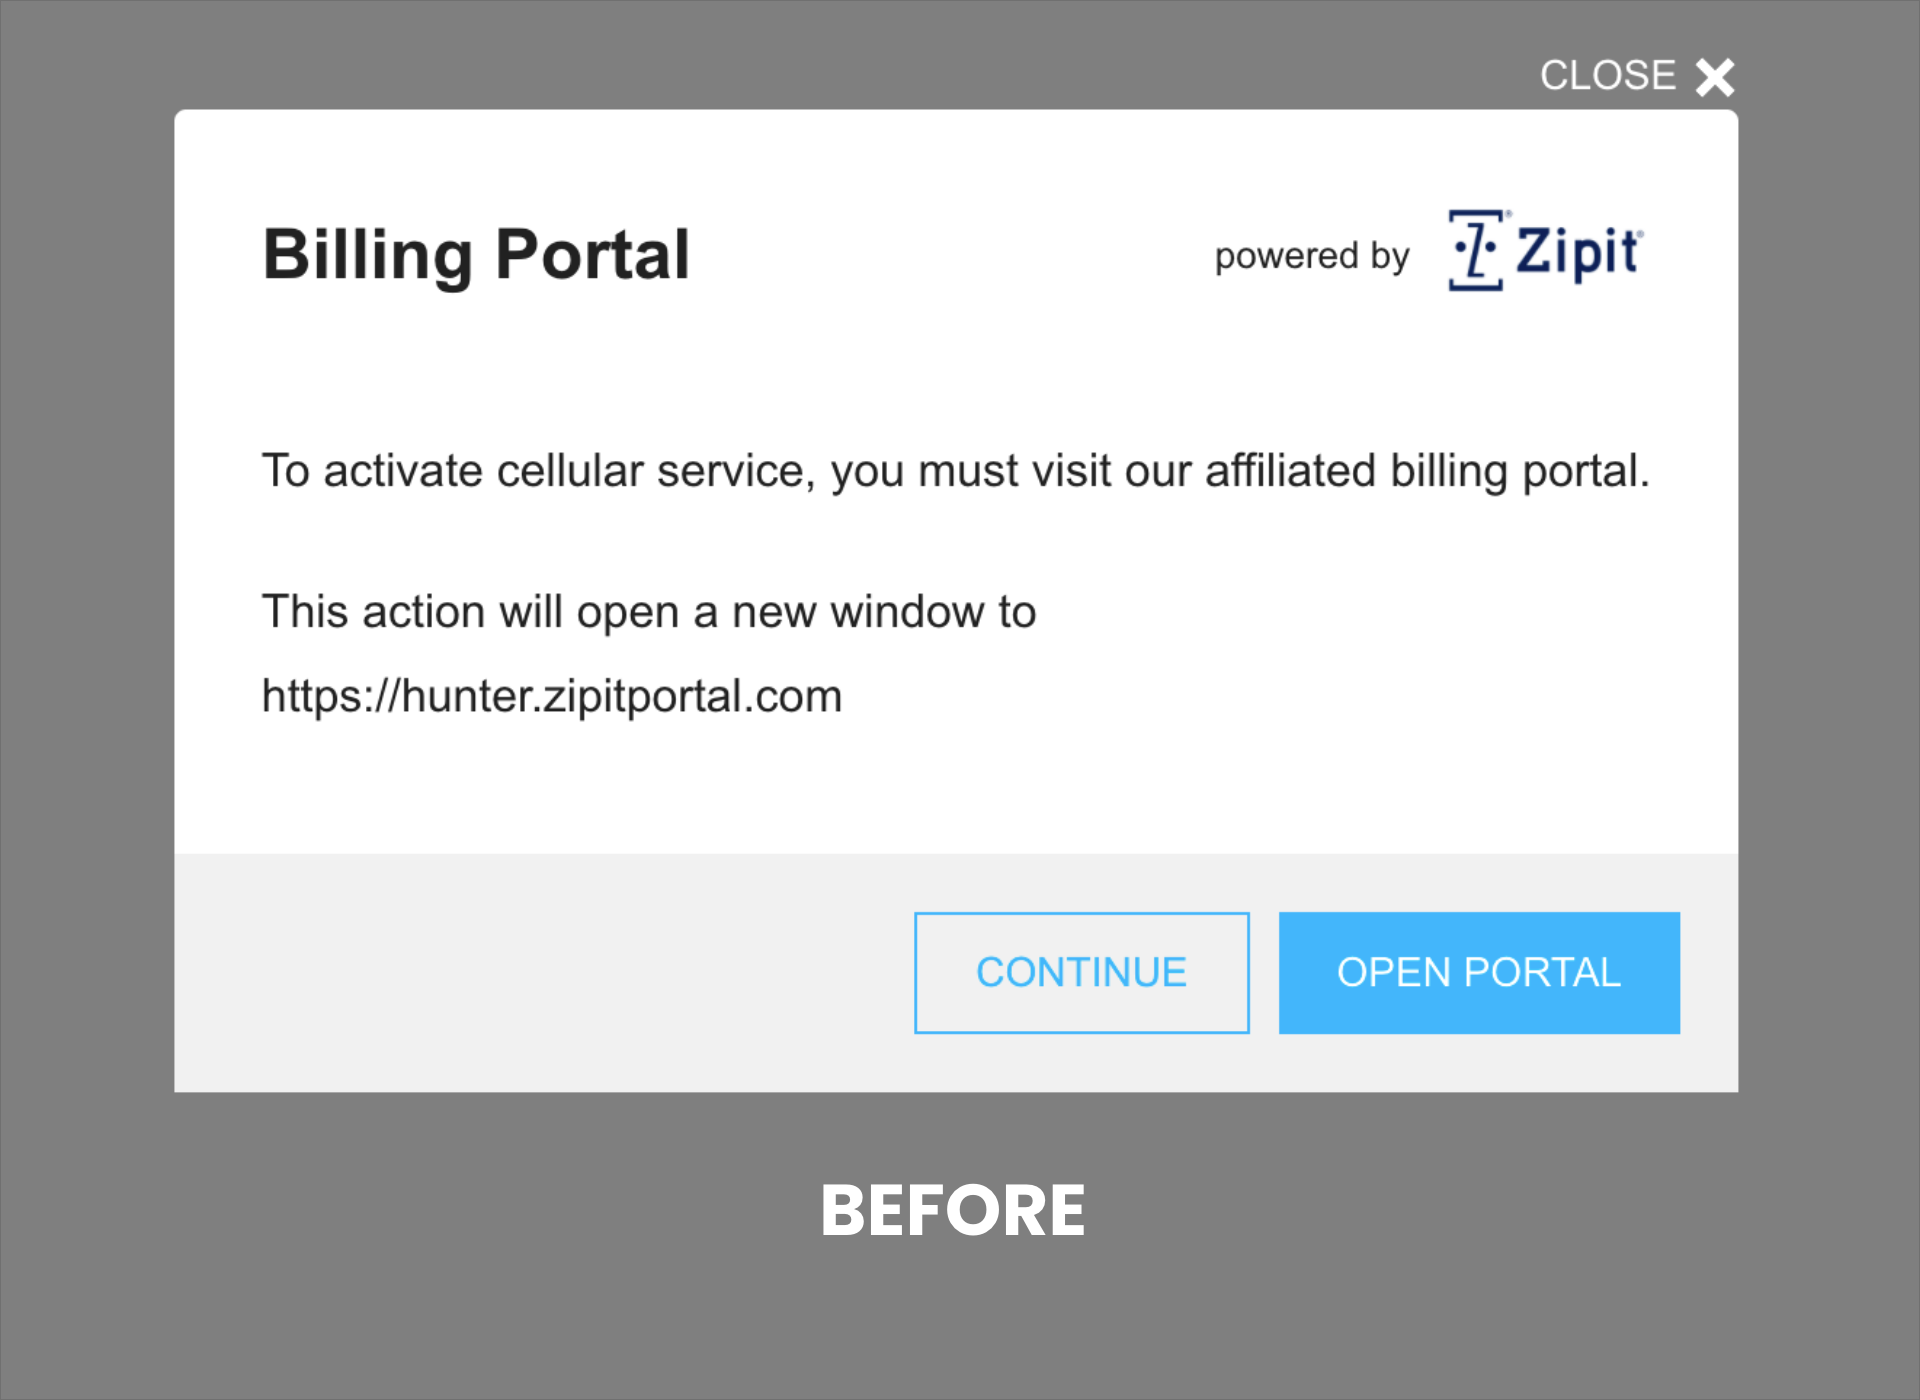 CLOSE
Billing Portal
powered by Zipit
To activate cellular service, you must visit our affiliated billing portal.
This action will open a new window to
https://hunter.zipitportal.com
CONTINUE
OPEN PORTAL
BEFORE